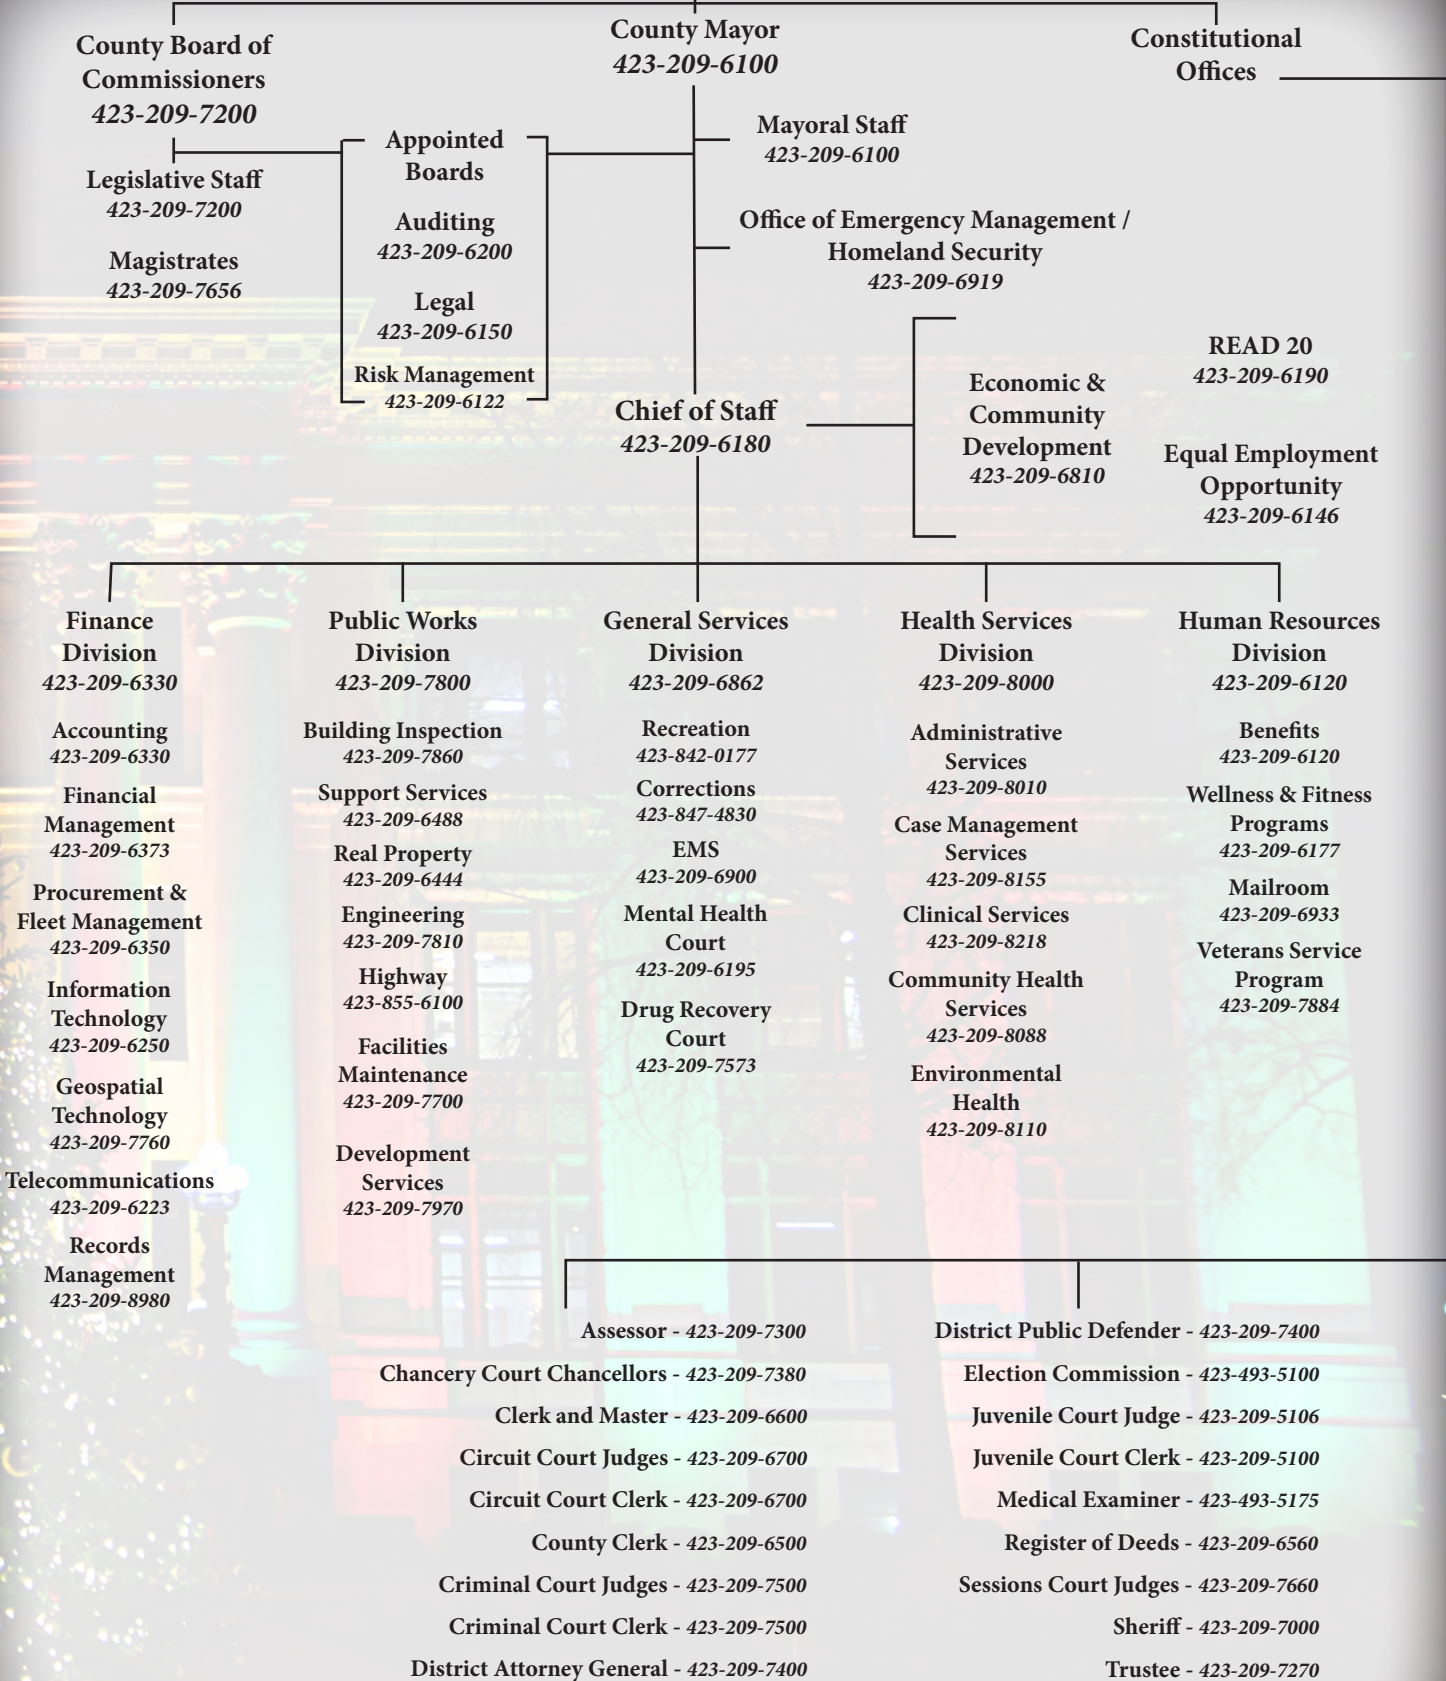 County Board of
Commissioners
423-209-7200
County Mayor
423-209-6100
Constitutional
Offices
Legislative Staff
423-209-7200
Magistrates
423-209-7656
Appointed
Boards
Auditing
423-209-6200
Legal
423-209-6150
Risk Management
423-209-6122
Mayoral Staff
423-209-6100
Office of Emergency Management /
Homeland Security
423-209-6919
Chief of Staff
423-209-6180
Economic &
Community
Development
423-209-6810
READ 20
423-209-6190
Equal Employment
Opportunity
423-209-6146
Finance
Division
423-209-6330
Accounting
423-209-6330
Financial
Management
423-209-6373
Procurement &
Fleet Management
423-209-6350
Information
Technology
423-209-6250
Geospatial
Technology
423-209-7760
Telecommunications
423-209-6223
Records
Management
423-209-8980
Public Works
Division
423-209-7800
Building Inspection
423-209-7860
Support Services
423-209-6488
Real Property
423-209-6444
Engineering
423-209-7810
Highway
423-855-6100
Facilities
Maintenance
423-209-7700
Development
Services
423-209-7970
General Services
Division
423-209-6862
Recreation
423-842-0177
Corrections
423-847-4830
EMS
423-209-6900
Mental Health
Court
423-209-6195
Drug Recovery
Court
423-209-7573
Health Services
Division
423-209-8000
Administrative
Services
423-209-8010
Case Management
Services
423-209-8155
Clinical Services
423-209-8218
Community Health
Services
423-209-8088
Environmental
Health
423-209-8110
Human Resources
Division
423-209-6120
Benefits
423-209-6120
Wellness & Fitness
Programs
423-209-6177
Mailroom
423-209-6933
Veterans Service
Program
423-209-7884
Assessor - 423-209-7300
Chancery Court Chancellors - 423-209-7380
Clerk and Master - 423-209-6600
Circuit Court Judges - 423-209-6700
Circuit Court Clerk - 423-209-6700
County Clerk - 423-209-6500
Criminal Court Judges - 423-209-7500
Criminal Court Clerk - 423-209-7500
District Attorney General - 423-209-7400
District Public Defender - 423-209-7400
Election Commission - 423-493-5100
Juvenile Court Judge - 423-209-5106
Juvenile Court Clerk - 423-209-5100
Medical Examiner - 423-493-5175
Register of Deeds - 423-209-6560
Sessions Court Judges - 423-209-7660
Sheriff - 423-209-7000
Trustee - 423-209-7270